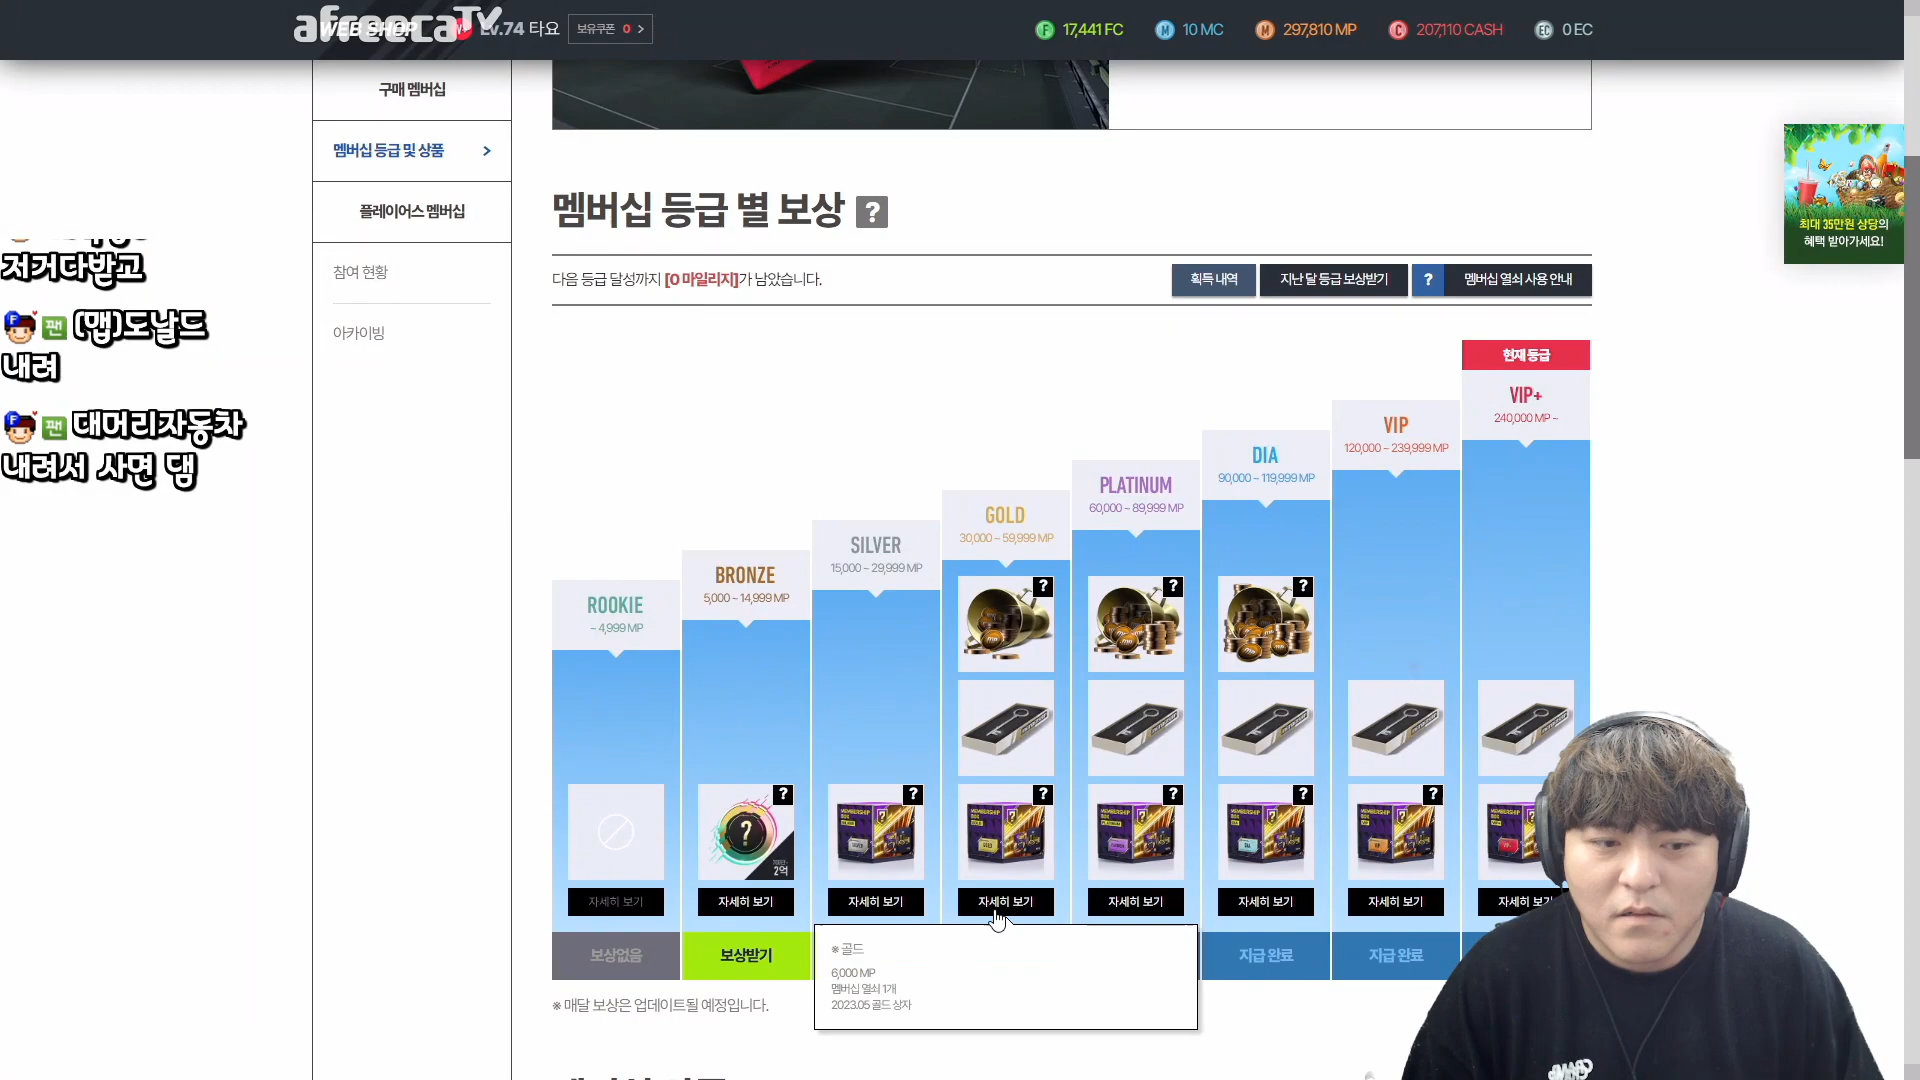 afreecaTV
WEB SHOP
Lv.74 타요
보유쿠폰 0 >
17,441 FC
10 MC
297,810 MP
207,110 CASH
0 EC
구매 멤버십
멤버십 등급 및 상품 >
플레이어스 멤버십
참여 현황
아카이빙
저거다받고
(맵)도날드
내려
대머리자동차
내려서 사면 댐
최대 35만원 상당의
혜택 받아가세요!
멤버십 등급 별 보상 ?
다음 등급 달성까지 [0 마일리지]가 남았습니다.
획득 내역
지난 달 등급 보상받기
? 멤버십 열쇠 사용 안내
현재 등급
VIP+
240,000 MP ~
VIP
120,000 ~ 239,999 MP
DIA
90,000 ~ 119,999 MP
PLATINUM
60,000 ~ 89,999 MP
GOLD
30,000 ~ 59,999 MP
SILVER
15,000 ~ 29,999 MP
BRONZE
5,000 ~ 14,999 MP
ROOKIE
~ 4,999 MP
2억
자세히 보기
자세히 보기
자세히 보기
자세히 보기
자세히 보기
자세히 보기
자세히 보기
자세히 보기
보상없음
보상받기
지급 완료
지급 완료
※ 골드
6,000 MP
멤버십 열쇠 1개
2023.05 골드 상자
※ 매달 보상은 업데이트될 예정입니다.